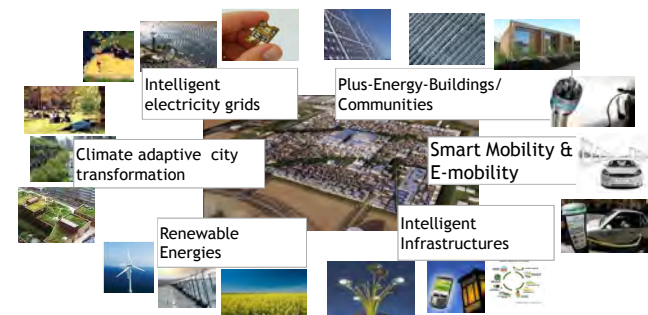 Intelligent
electricity grids
Plus-Energy-Buildings/
Communities
Climate adaptive city
transformation
Smart Mobility &
E-mobility
Renewable
Energies
Intelligent
Infrastructures